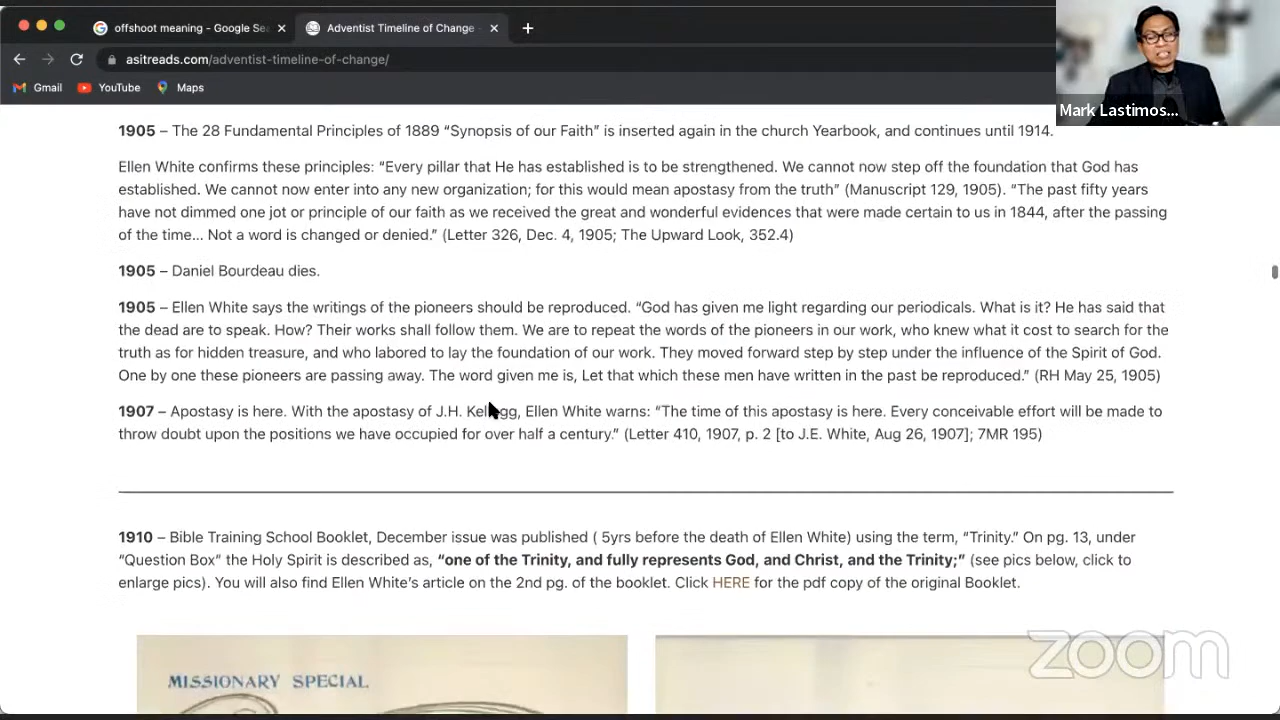 offshoot meaning - Google Sea
Adventist Timeline of Change -
asitreads.com/adventist-timeline-of-change/
Gmail YouTube Maps
Mark Lastimos...
1905 – The 28 Fundamental Principles of 1889 “Synopsis of our Faith” is inserted again in the church Yearbook, and continues until 1914.
Ellen White confirms these principles: “Every pillar that He has established is to be strengthened. We cannot now step off the foundation that God has
established. We cannot now enter into any new organization; for this would mean apostasy from the truth” (Manuscript 129, 1905). “The past fifty years
have not dimmed one jot or principle of our faith as we received the great and wonderful evidences that were made certain to us in 1844, after the passing
of the time... Not a word is changed or denied.” (Letter 326, Dec. 4, 1905; The Upward Look, 352.4)
1905 – Daniel Bourdeau dies.
1905 – Ellen White says the writings of the pioneers should be reproduced. “God has given me light regarding our periodicals. What is it? He has said that
the dead are to speak. How? Their works shall follow them. We are to repeat the words of the pioneers in our work, who knew what it cost to search for the
truth as for hidden treasure, and who labored to lay the foundation of our work. They moved forward step by step under the influence of the Spirit of God.
One by one these pioneers are passing away. The word given me is, Let that which these men have written in the past be reproduced.” (RH May 25, 1905)
1907 – Apostasy is here. With the apostasy of J.H. Kellogg, Ellen White warns: “The time of this apostasy is here. Every conceivable effort will be made to
throw doubt upon the positions we have occupied for over half a century.” (Letter 410, 1907, p. 2 [to J.E. White, Aug 26, 1907]; 7MR 195)
1910 – Bible Training School Booklet, December issue was published ( 5yrs before the death of Ellen White) using the term, “Trinity.” On pg. 13, under
“Question Box” the Holy Spirit is described as, “one of the Trinity, and fully represents God, and Christ, and the Trinity;” (see pics below, click to
enlarge pics). You will also find Ellen White’s article on the 2nd pg. of the booklet. Click HERE for the pdf copy of the original Booklet.
MISSIONARY SPECIAL
zoom